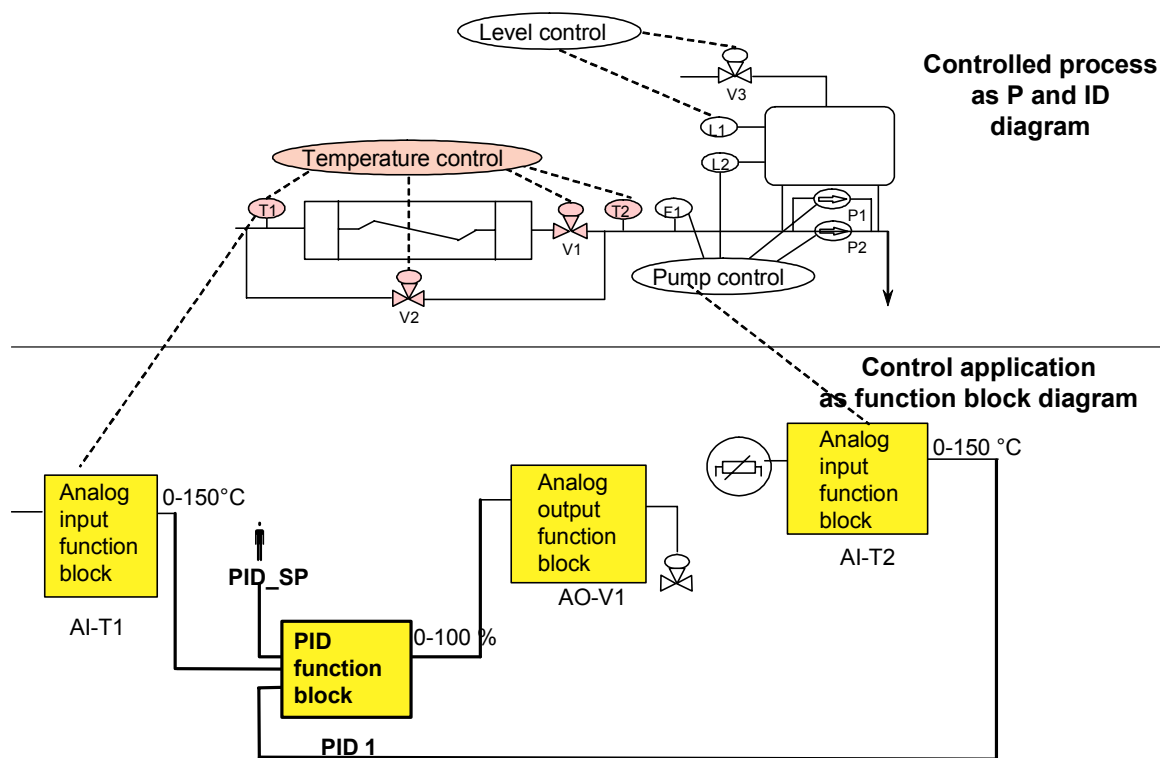 Level control
Controlled process
as P and ID
diagram
V3
L1
L2
Temperature control
T1
T2
F1
V1
P1
P2
Pump control
V2
Control application
as function block diagram
Analog
input
function
block
0-150 °C
AI-T2
Analog
input
function
block
0-150°C
AI-T1
PID_SP
Analog
output
function
block
AO-V1
PID
function
block
0-100 %
PID 1